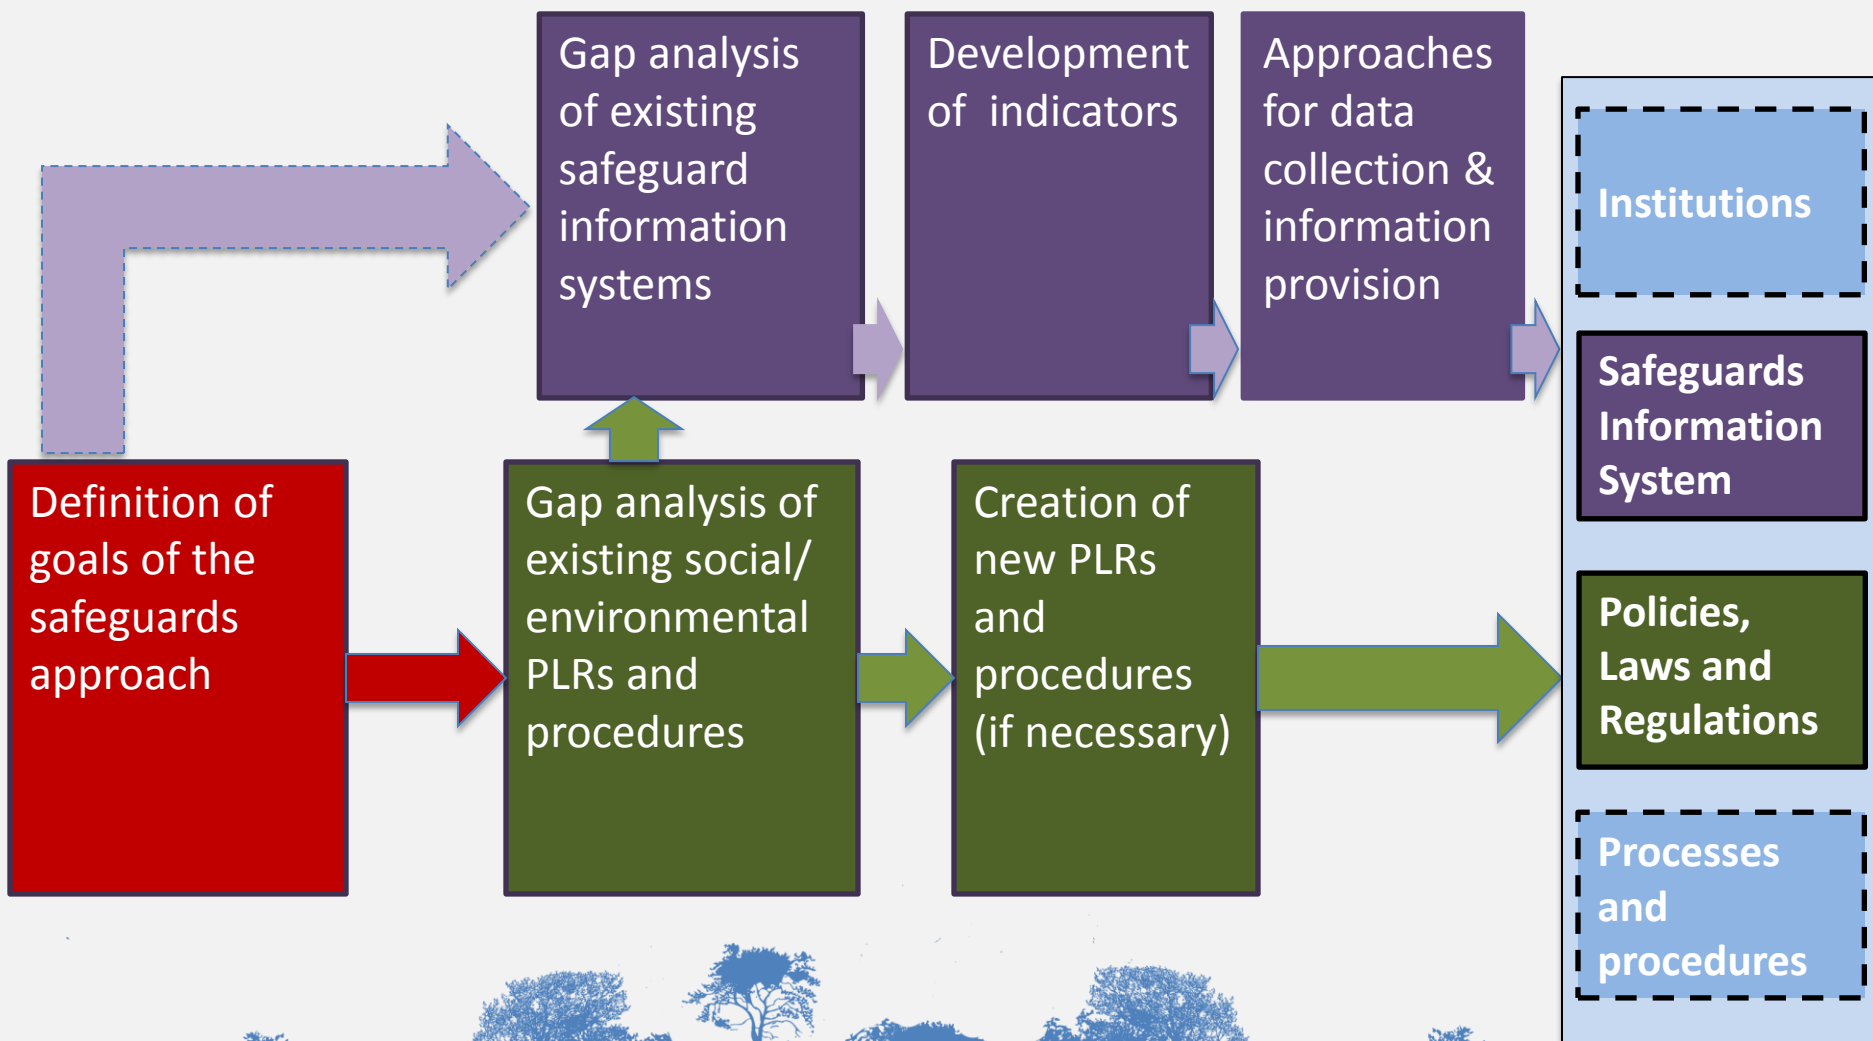 Gap analysis
of existing
safeguard
information
systems
Development
of indicators
Approaches
for data
collection &
information
provision
Definition of
goals of the
safeguards
approach
Gap analysis of
existing social/
environmental
PLRs and
procedures
Creation of
new PLRs
and
procedures
(if necessary)
Institutions
Safeguards
Information
System
Policies,
Laws and
Regulations
Processes
and
procedures